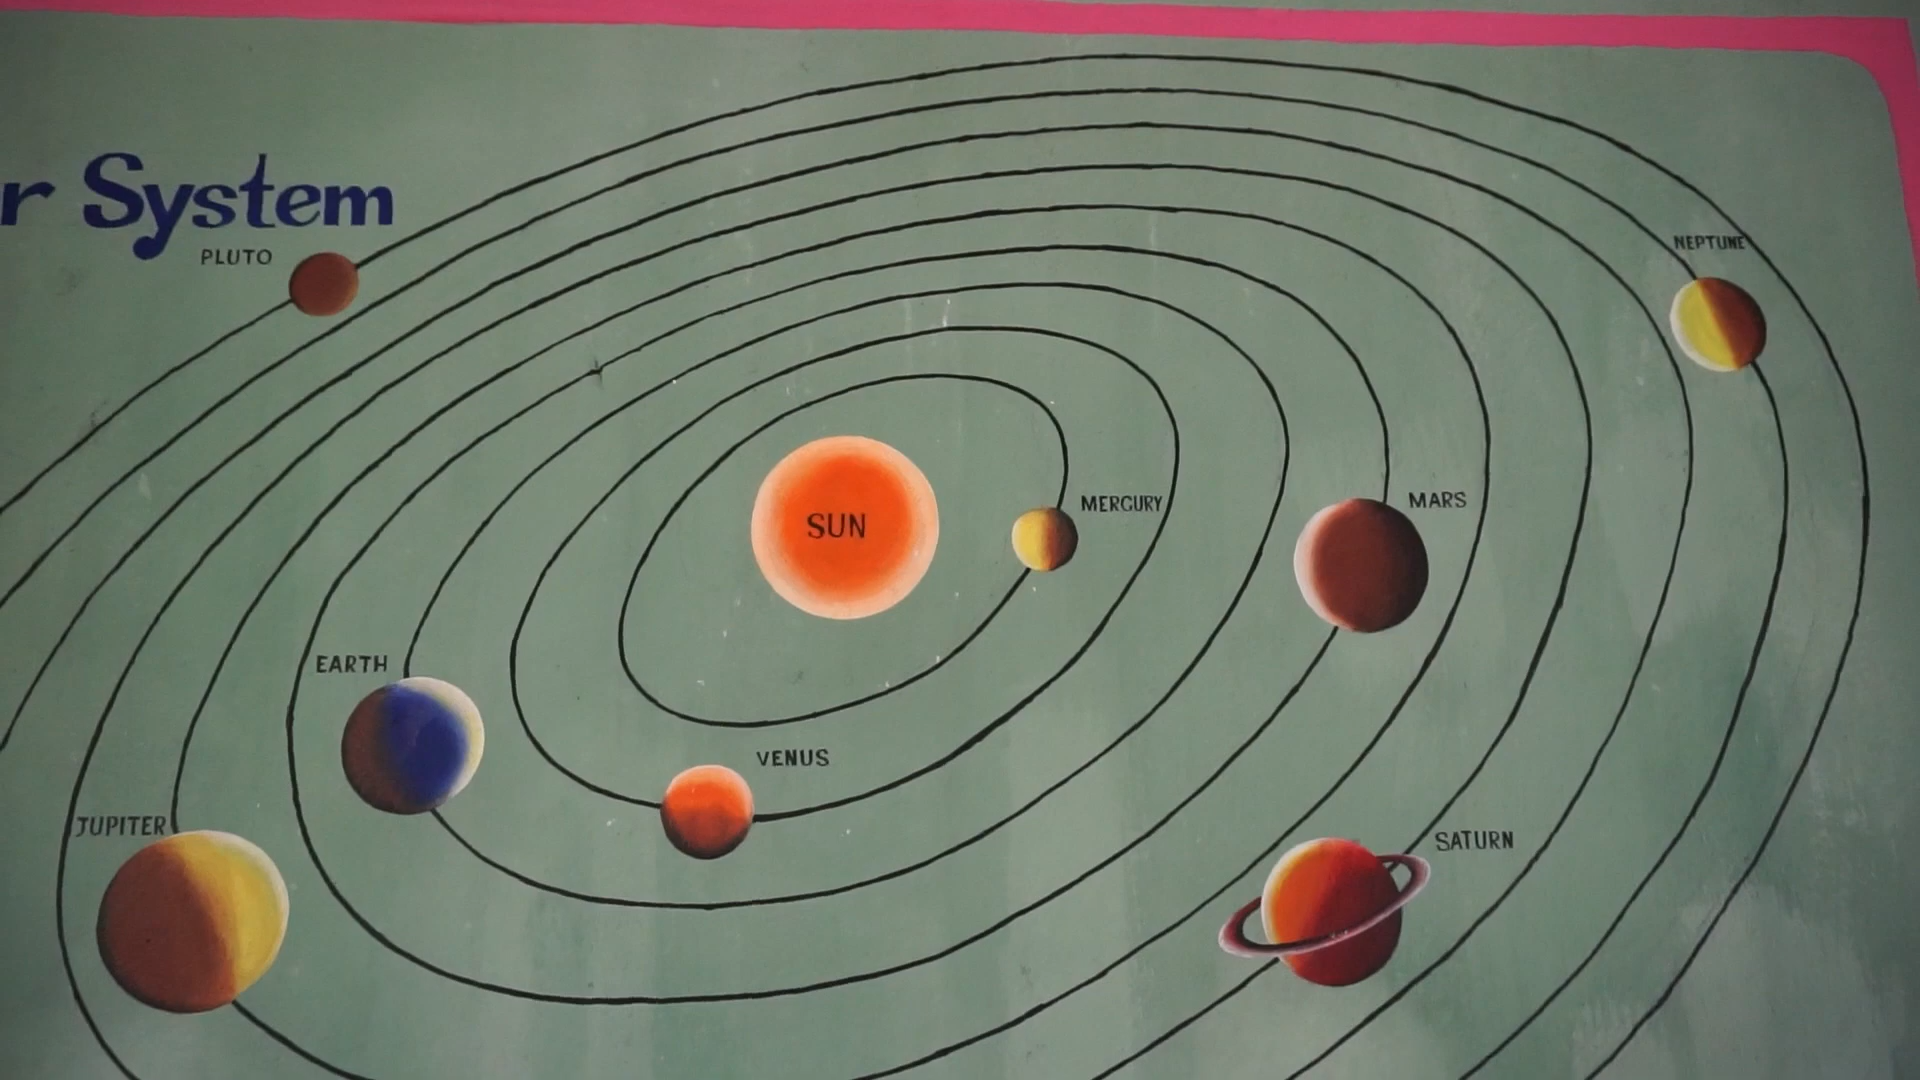 r System
PLUTO
NEPTUNE
SUN
MERCURY
MARS
EARTH
VENUS
JUPITER
SATURN